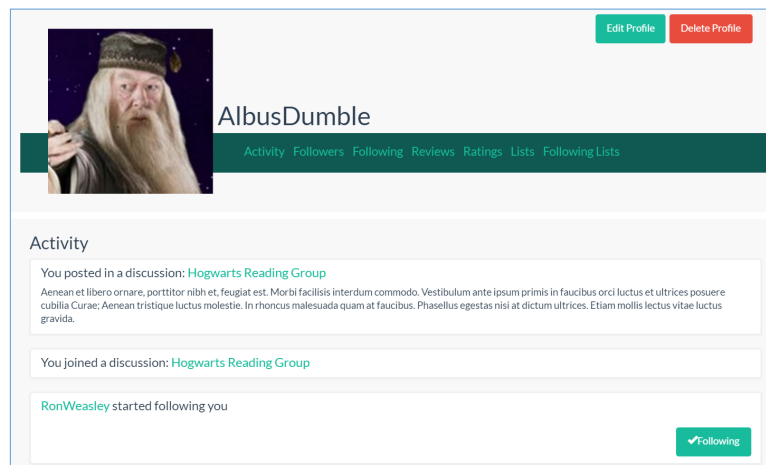 Edit Profile Delete Profile
AlbusDumble
Activity Followers Following Reviews Ratings Lists Following Lists
Activity
You posted in a discussion: Hogwarts Reading Group
Aenean et libero ornare, porttitor nibh et, feugiat est. Morbi facilisis interdum commodo. Vestibulum ante ipsum primis in faucibus orci luctus et ultrices posuere
cubilia Curae; Aenean tristique luctus molestie. In rhoncus malesuada quam at faucibus. Phasellus egestas nisi at dictum ultrices. Etiam mollis lectus vitae luctus
gravida.
You joined a discussion: Hogwarts Reading Group
RonWeasley started following you
✔Following